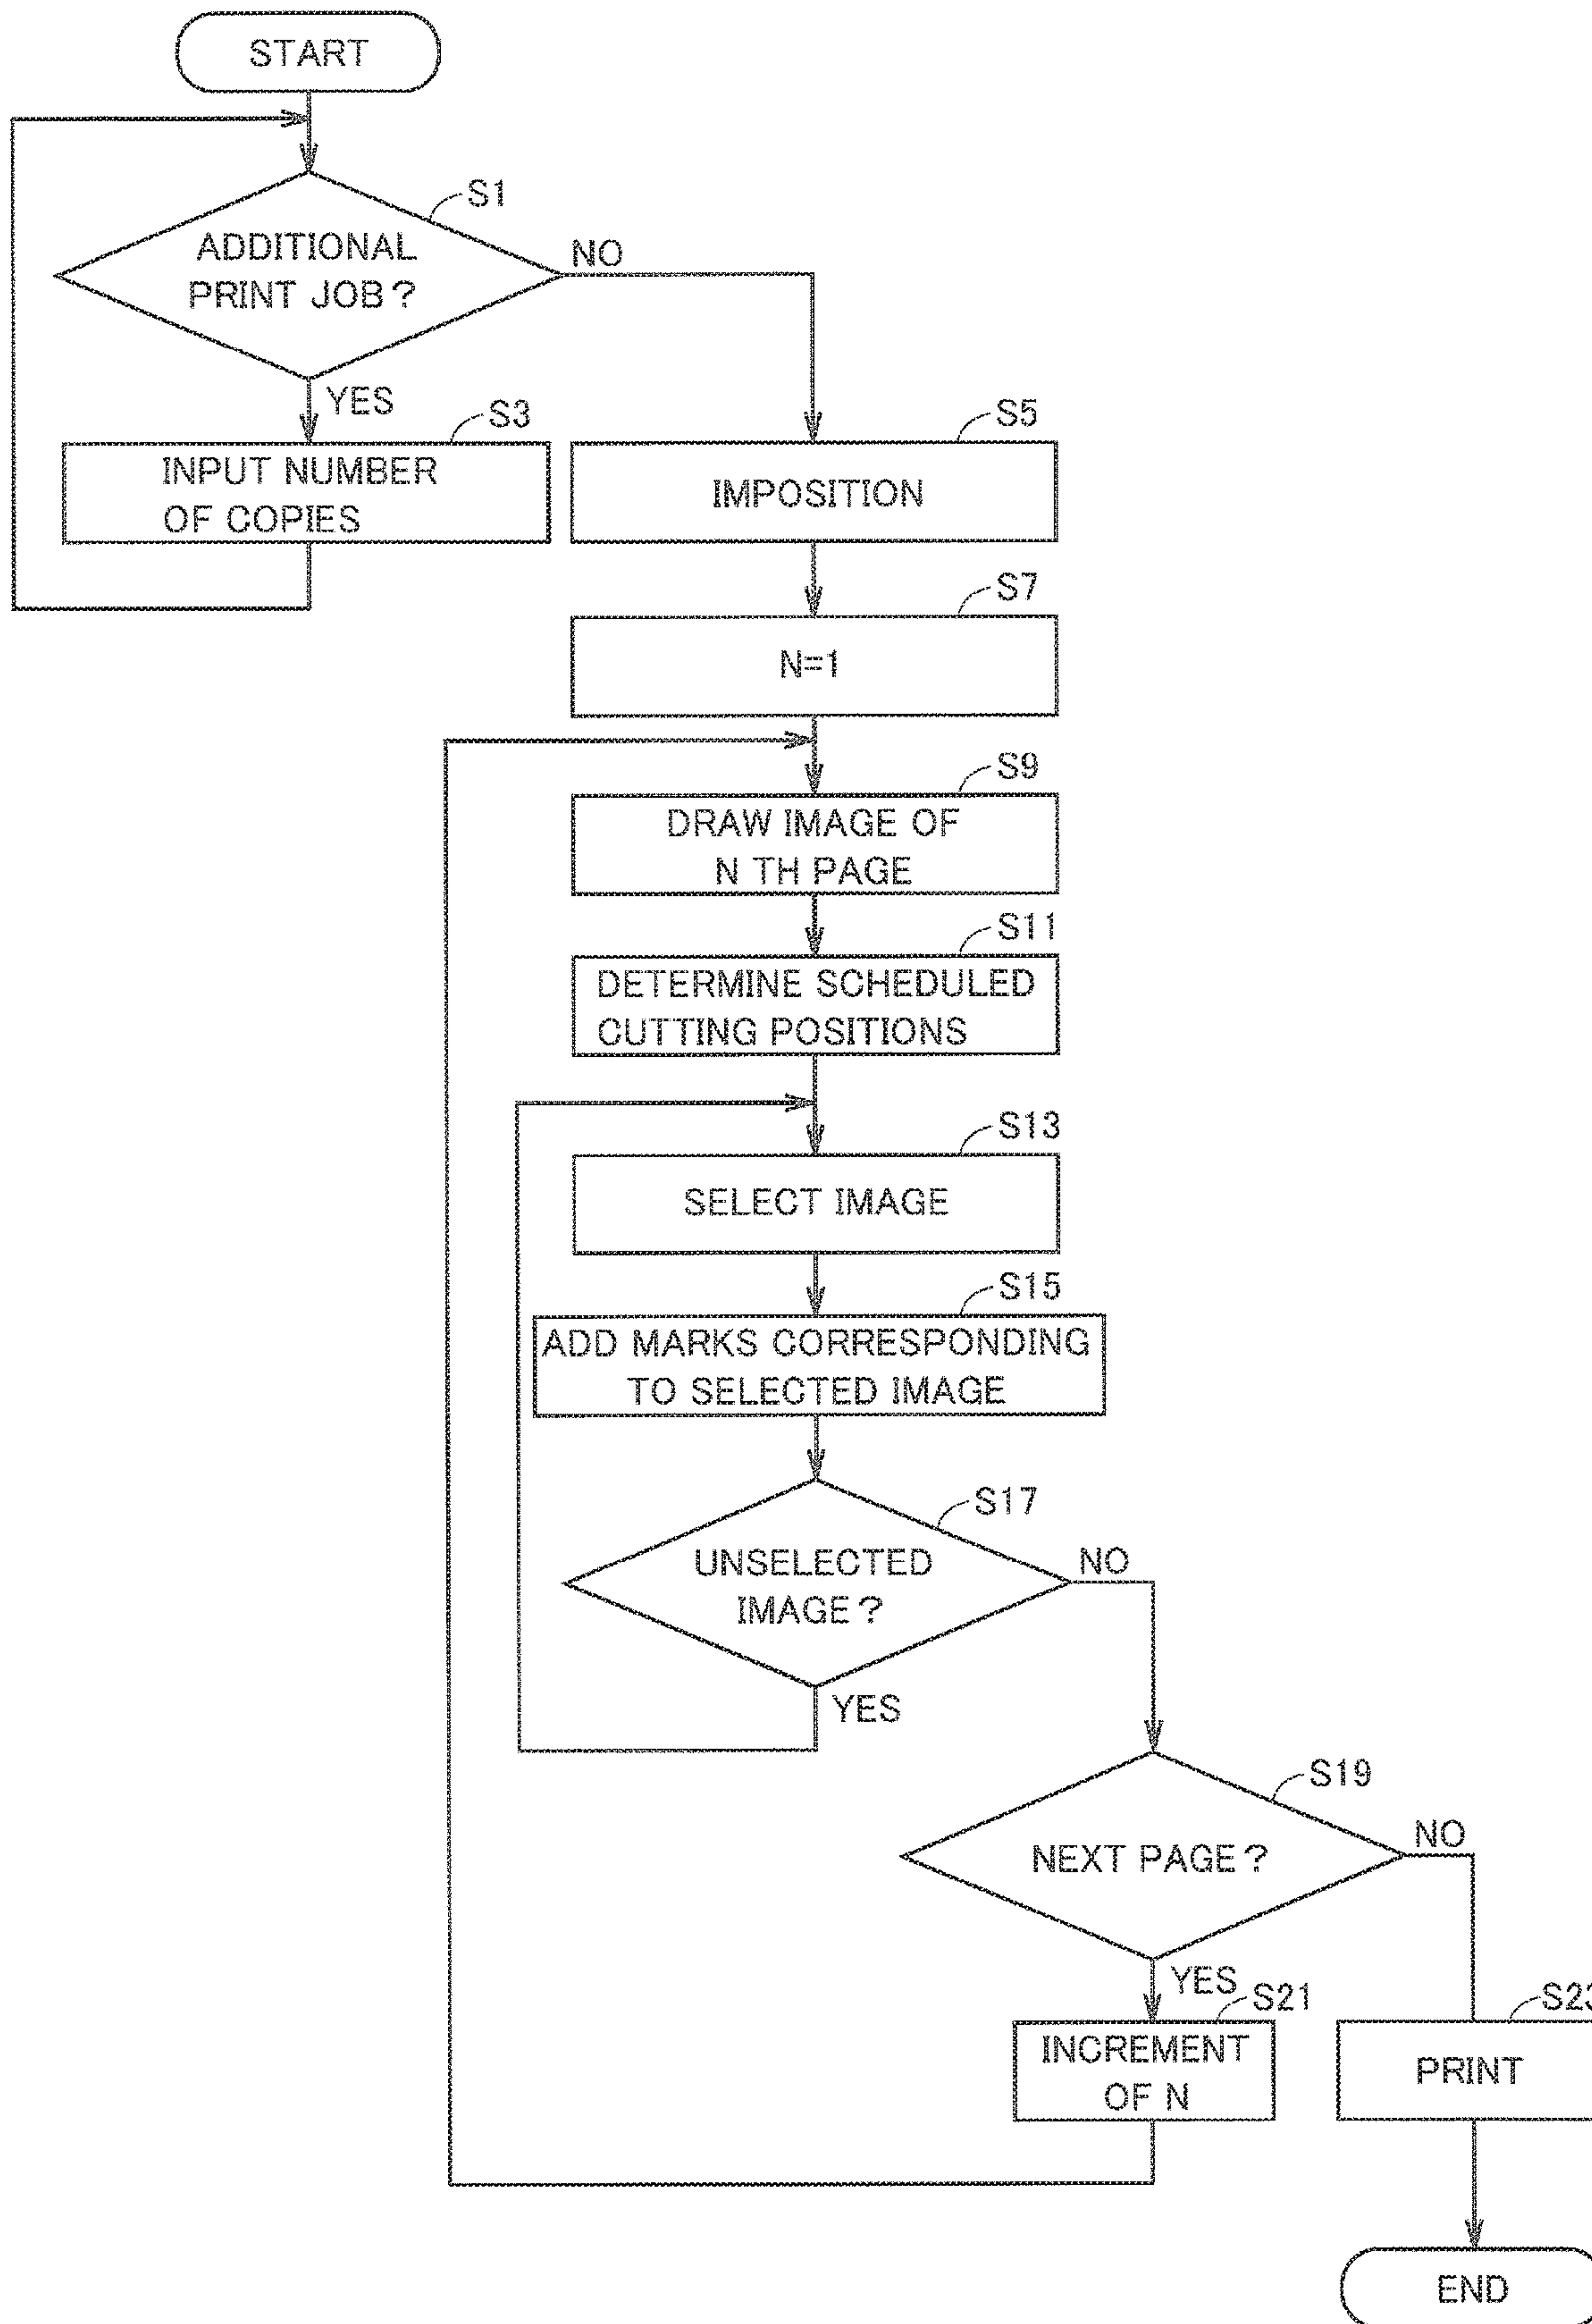 START
S1
ADDITIONAL
PRINT JOB?
NO
YES
S3
INPUT NUMBER
OF COPIES
S5
IMPOSITION
S7
N=1
S9
DRAW IMAGE OF
N TH PAGE
S11
DETERMINE SCHEDULED
CUTTING POSITIONS
S13
SELECT IMAGE
S15
ADD MARKS CORRESPONDING
TO SELECTED IMAGE
S17
UNSELECTED
IMAGE?
NO
YES
S19
NEXT PAGE?
NO
YES
S21
INCREMENT
OF N
S23
PRINT
END